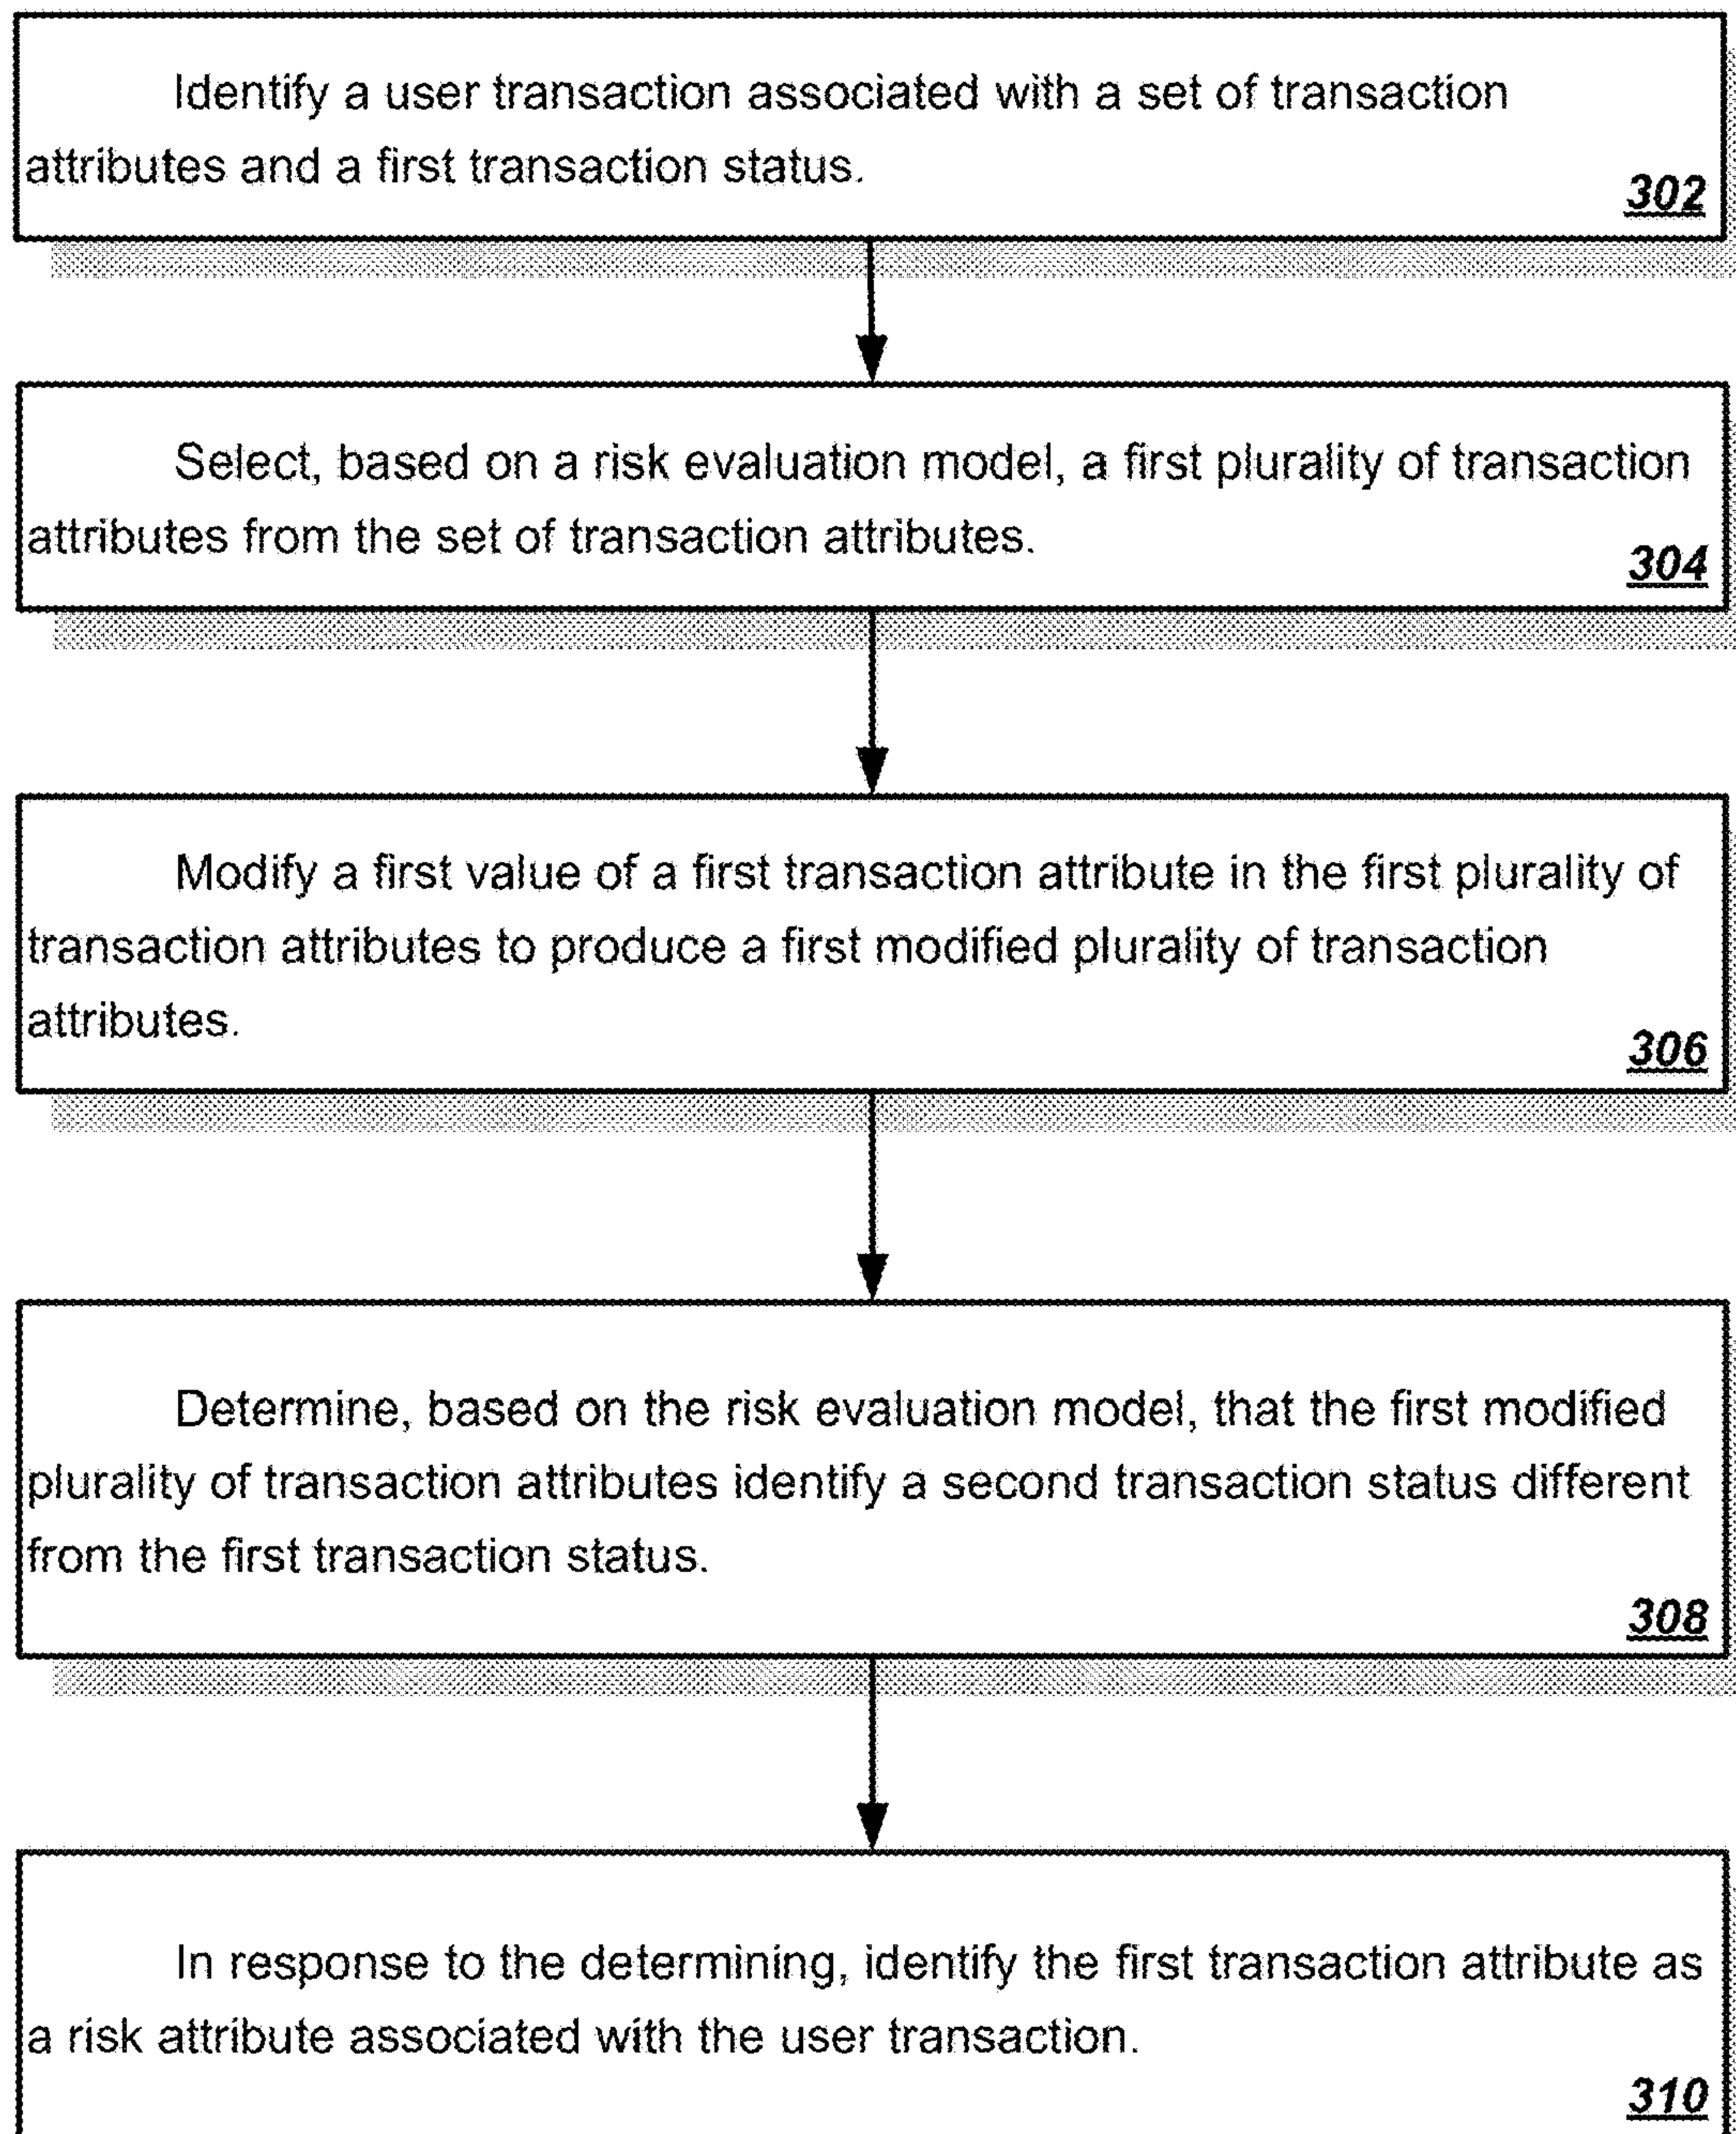 Identify a user transaction associated with a set of transaction
attributes and a first transaction status.
302
Select, based on a risk evaluation model, a first plurality of transaction
attributes from the set of transaction attributes.
304
Modify a first value of a first transaction attribute in the first plurality of
transaction attributes to produce a first modified plurality of transaction
attributes.
306
Determine, based on the risk evaluation model, that the first modified
plurality of transaction attributes identify a second transaction status different
from the first transaction status.
308
In response to the determining, identify the first transaction attribute as
a risk attribute associated with the user transaction.
310